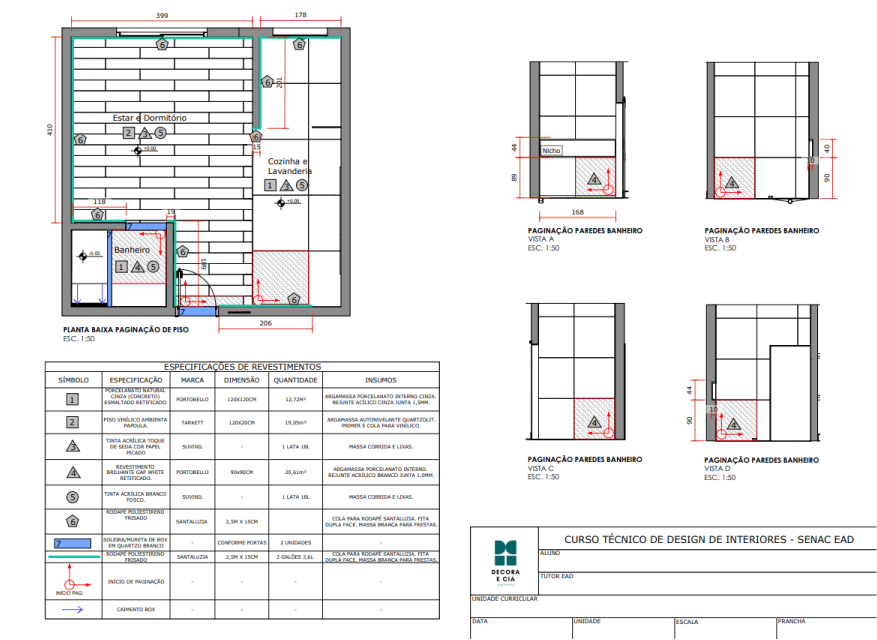 399
178
6
6
6
201
410
Estar e Dormitório
2
3
5
+0.00
6
6
15
Cozinha e
Lavanderia
1
3
5
+0.00
118
19
6
7
6
Banheiro
-0.05
1
4
5
6
7
206
PLANTA BAIXA PAGINAÇÃO DE PISO
ESC. 1:50
44
Nicho
89
4
168
PAGINAÇÃO PAREDES BANHEIRO
VISTA A
ESC. 1:50
40
10
90
4
PAGINAÇÃO PAREDES BANHEIRO
VISTA B
ESC. 1:50
4
PAGINAÇÃO PAREDES BANHEIRO
VISTA C
ESC. 1:50
44
10
90
4
PAGINAÇÃO PAREDES BANHEIRO
VISTA D
ESC. 1:50
ESPECIFICAÇÕES DE REVESTIMENTOS
SÍMBOLO ESPECIFICAÇÃO MARCA DIMENSÃO QUANTIDADE INSUMOS
1 PORCELANATO NATURAL CINZA (CONCRETO) ESMALTADO RETIFICADO PORTOBELLO 120X120CM 12,72M² ARGAMASSA PORCELANATO INTERNO CINZA. REJUNTE ACÍLICO CINZA JUNTA 1,5MM.
2 PISO VINÍLICO AMBIENTA PAPOULA. TARKETT 120X20CM 19,05m² ARGAMASSA AUTONIVELANTE QUARTZOLIT. PRIMER E COLA PARA VINÍLICO.
3 TINTA ACRÍLICA TOQUE DE SEDA COR PAPEL PICADO SUVINIL - 1 LATA 18L MASSA CORRIDA E LIXAS.
4 REVESTIMENTO BRILHANTE GAP WHITE RETIFICADO. PORTOBELLO 90x90CM 20,61m² ARGAMASSA PORCELANATO INTERNO. REJUNTE ACRÍLICO BRANCO JUNTA 1,0MM.
5 TINTA ACRÍLICA BRANCO FOSCO. SUVINIL - 1 LATA 18L MASSA CORRIDA E LIXAS.
6 RODAPÉ POLIESTIRENO FRISADO SANTALUZIA 2,5M X 15CM COLA PARA RODAPÉ SANTALUZIA. FITA DUPLA FACE. MASSA BRANCA PARA FRESTAS.
7 SOLEIRA/MURETA DE BOX EM QUARTZO BRANCO - CONFORME PORTAS 2 UNIDADES -
RODAPÉ POLIESTIRENO FRISADO SANTALUZIA 2,5M X 15CM 2 GALÕES 3,6L COLA PARA RODAPÉ SANTALUZIA. FITA DUPLA FACE. MASSA BRANCA PARA FRESTAS.
INÍCIO PAG. INÍCIO DE PAGINAÇÃO - - - -
CAIMENTO BOX - - - -
DECORA
E CIA
CURSO TÉCNICO DE DESIGN DE INTERIORES - SENAC EAD
ALUNO
TUTOR EAD
UNIDADE CURRICULAR
DATA UNIDADE ESCALA PRANCHA